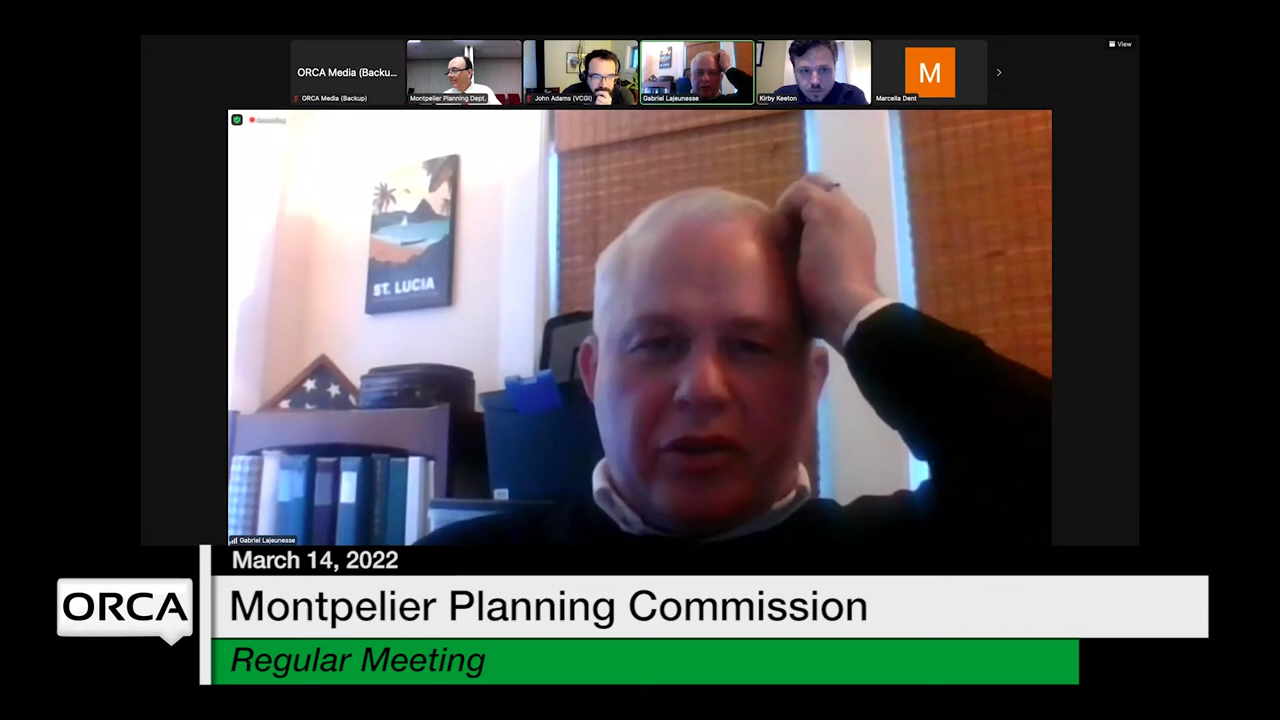 View
ORCA Media (Backu...
M
ORCA Media (Backup)
Montpelier Planning Dept.
John Adams (VCGI)
Gabriel Lajeunesse
Kirby Keeton
Marcella Dent
Recording
ST. LUCIA
Gabriel Lajeunesse
March 14, 2022
ORCA
Montpelier Planning Commission
Regular Meeting